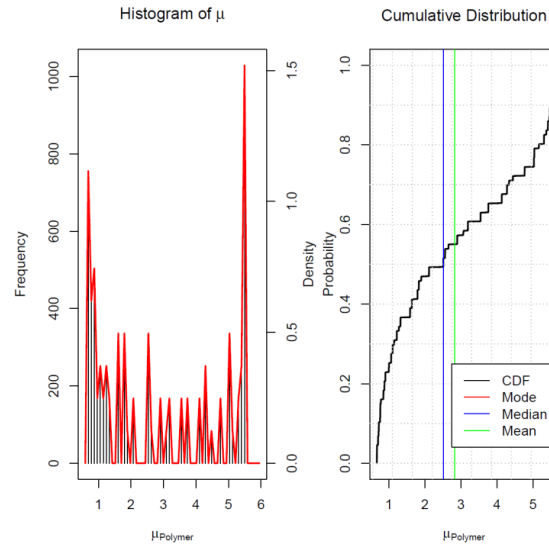 Histogram of μ
Frequency
0 200 400 600 800 1000
1 2 3 4 5 6
μPolymer
0.0 0.5 1.0 1.5
Density
Cumulative Distribution
Probability
0.0 0.2 0.4 0.6 0.8 1.0
1 2 3 4 5
μPolymer
CDF
Mode
Median
Mean